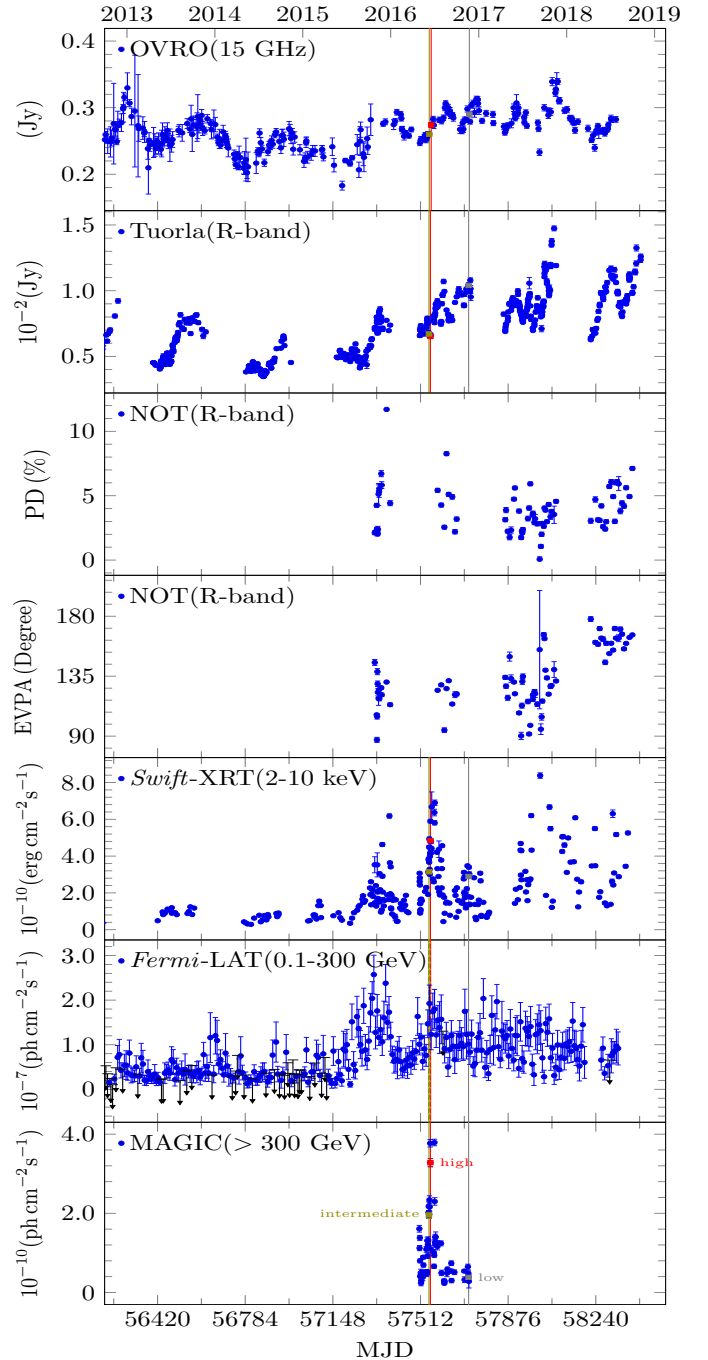 2013 2014 2015 2016 2017 2018 2019
OVRO(15 GHz)
0.4
0.3
0.2
(Jy)
Tuorla(R-band)
1.5
1.0
0.5
10⁻²(Jy)
NOT(R-band)
10
5
0
PD(%)
NOT(R-band)
180
135
90
EVPA(Degree)
Swift-XRT(2-10 keV)
8.0
6.0
4.0
2.0
0
10⁻¹⁰(erg cm⁻²s⁻¹)
Fermi-LAT(0.1-300 GeV)
3.0
2.0
1.0
0
10⁻⁷(ph cm⁻²s⁻¹)
MAGIC(> 300 GeV)
4.0
2.0
0
10⁻¹⁰(ph cm⁻²s⁻¹)
high
intermediate
low
56420 56784 57148 57512 57876 58240
MJD